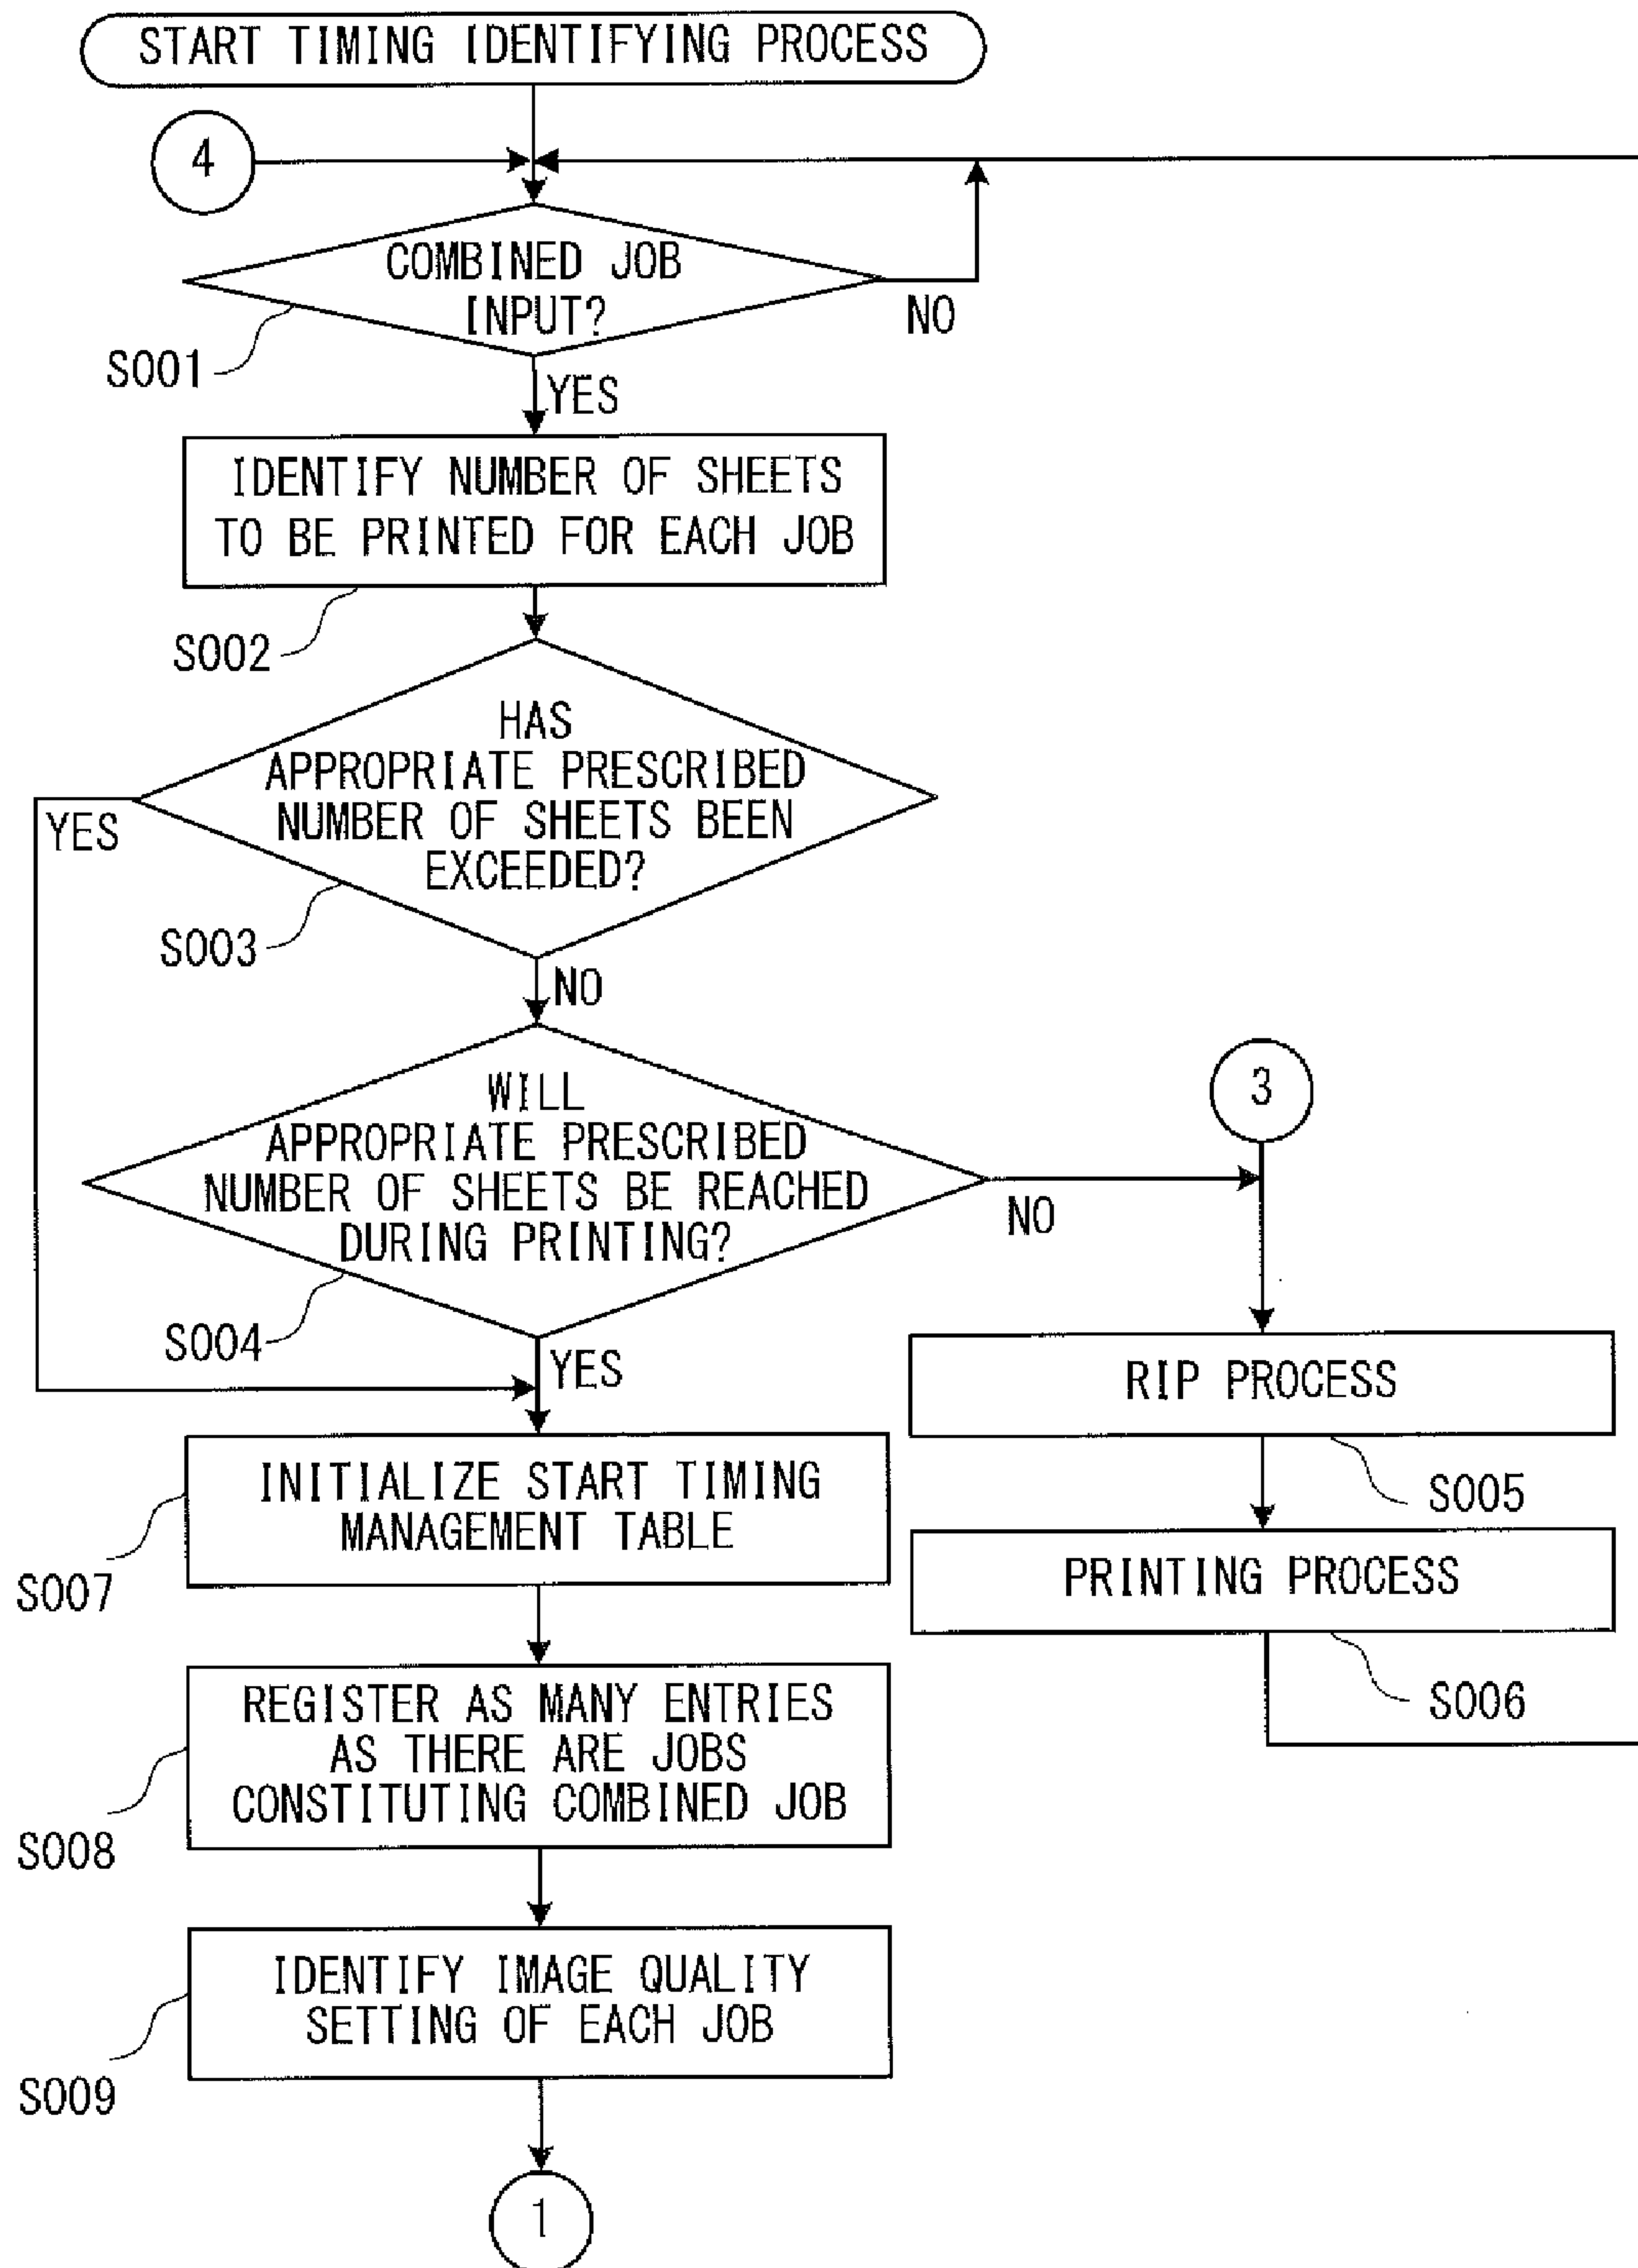 START TIMING IDENTIFYING PROCESS
4
COMBINED JOB
INPUT?
NO
S001
YES
IDENTIFY NUMBER OF SHEETS
TO BE PRINTED FOR EACH JOB
S002
HAS
APPROPRIATE PRESCRIBED
NUMBER OF SHEETS BEEN
EXCEEDED?
YES
S003
NO
WILL
APPROPRIATE PRESCRIBED
NUMBER OF SHEETS BE REACHED
DURING PRINTING?
3
NO
S004
YES
RIP PROCESS
S005
INITIALIZE START TIMING
MANAGEMENT TABLE
S007
PRINTING PROCESS
S006
REGISTER AS MANY ENTRIES
AS THERE ARE JOBS
CONSTITUTING COMBINED JOB
S008
IDENTIFY IMAGE QUALITY
SETTING OF EACH JOB
S009
1